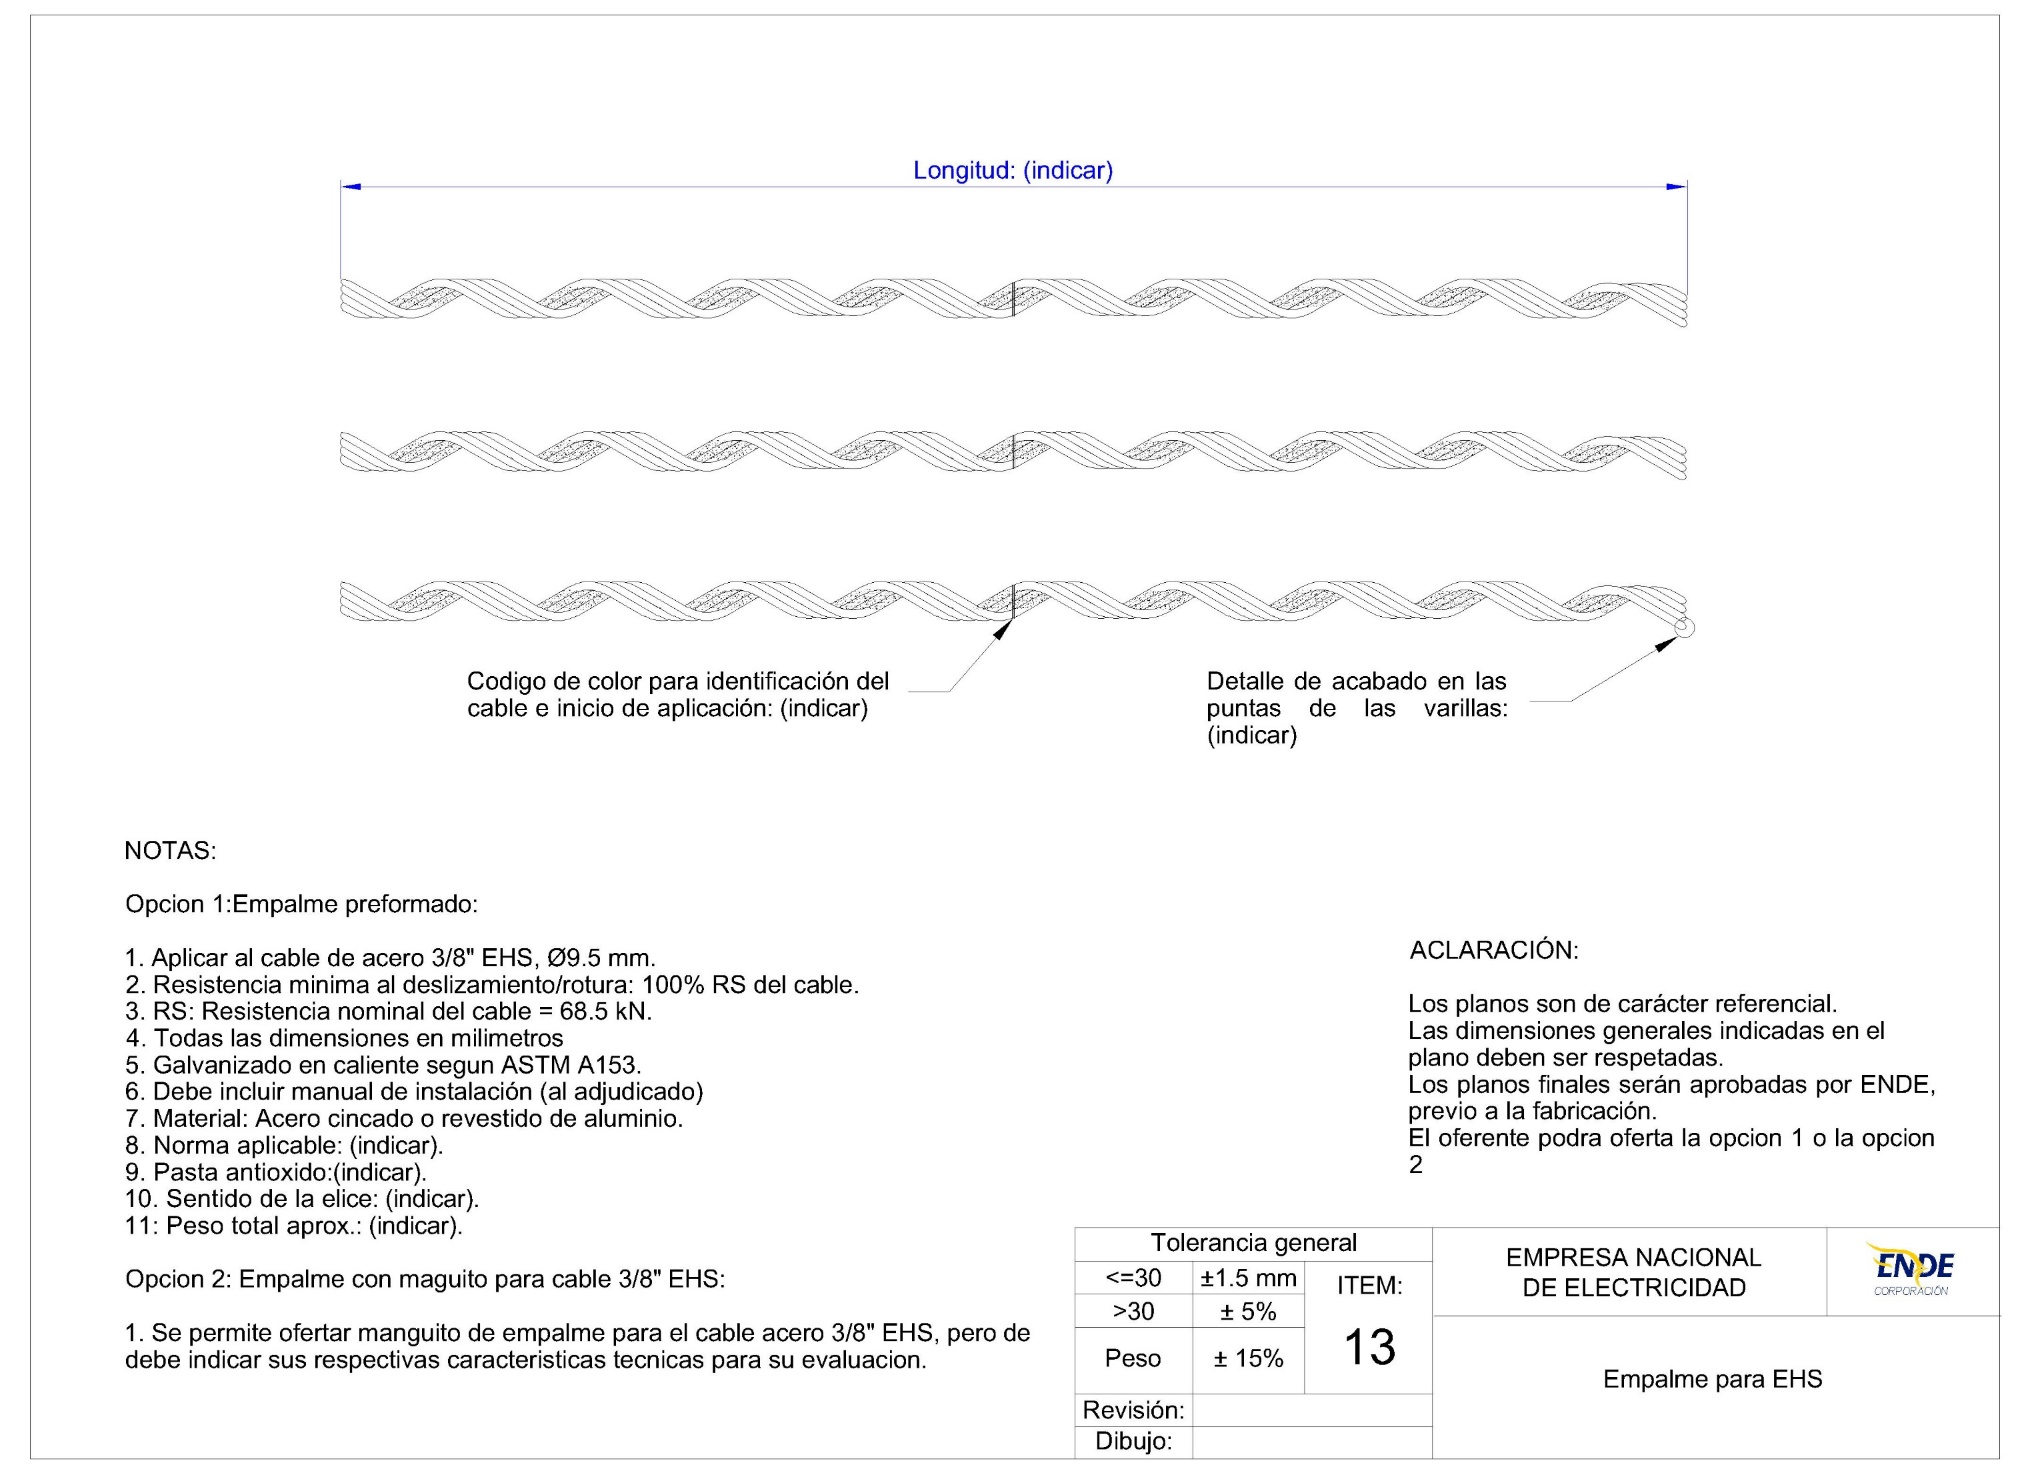 Longitud: (indicar)
Codigo de color para identificación del
cable e inicio de aplicación: (indicar)
Detalle de acabado en las
puntas de las varillas:
(indicar)
NOTAS:
Opcion 1:Empalme preformado:
1. Aplicar al cable de acero 3/8" EHS, Ø9.5 mm.
2. Resistencia minima al deslizamiento/rotura: 100% RS del cable.
3. RS: Resistencia nominal del cable = 68.5 kN.
4. Todas las dimensiones en milimetros
5. Galvanizado en caliente segun ASTM A153.
6. Debe incluir manual de instalación (al adjudicado)
7. Material: Acero cincado o revestido de aluminio.
8. Norma aplicable: (indicar).
9. Pasta antioxido:(indicar).
10. Sentido de la elice: (indicar).
11: Peso total aprox.: (indicar).
Opcion 2: Empalme con maguito para cable 3/8" EHS:
1. Se permite ofertar manguito de empalme para el cable acero 3/8" EHS, pero de
debe indicar sus respectivas caracteristicas tecnicas para su evaluacion.
ACLARACIÓN:
Los planos son de carácter referencial.
Las dimensiones generales indicadas en el
plano deben ser respetadas.
Los planos finales serán aprobadas por ENDE,
previo a la fabricación.
El oferente podra oferta la opcion 1 o la opcion
2
Tolerancia general
<=30 ±1.5 mm
>30 ± 5%
Peso ± 15%
ITEM:
13
Revisión:
Dibujo:
EMPRESA NACIONAL
DE ELECTRICIDAD
ENDE
CORPORACIÓN
Empalme para EHS